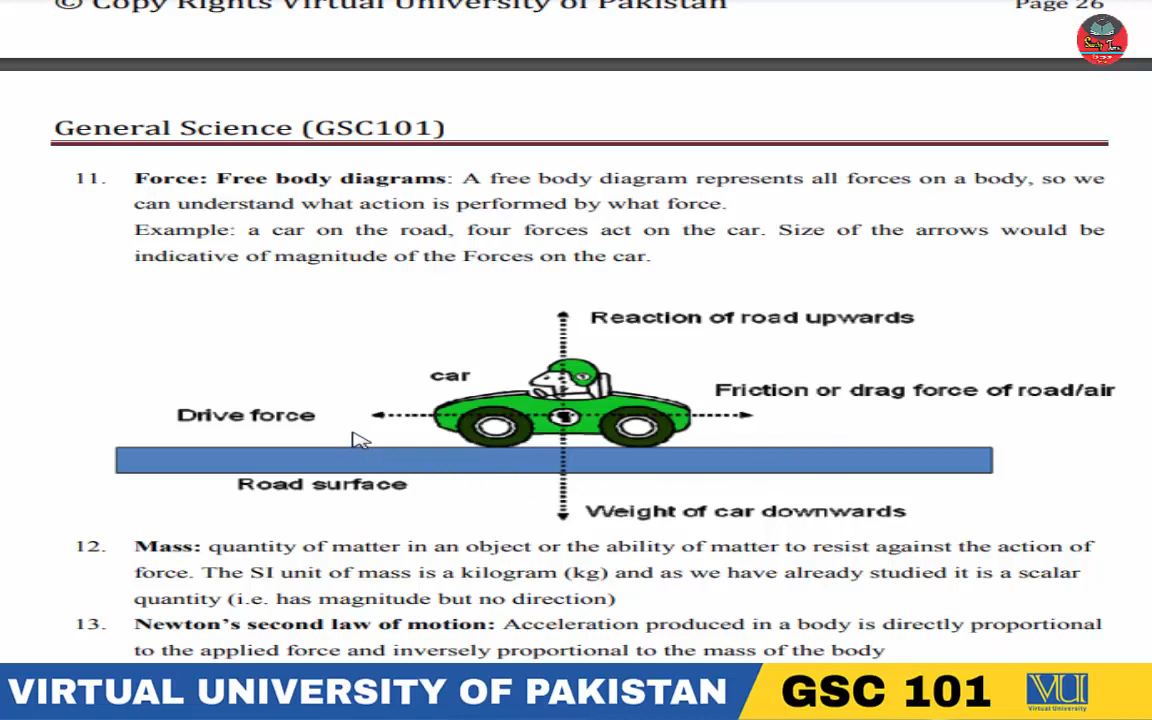 © Copy Rights Virtual University of Pakistan Page 26
General Science (GSC101)
11. Force: Free body diagrams: A free body diagram represents all forces on a body, so we
can understand what action is performed by what force.
Example: a car on the road, four forces act on the car. Size of the arrows would be
indicative of magnitude of the Forces on the car.
Reaction of road upwards
car
Friction or drag force of road/air
Drive force
Road surface
Weight of car downwards
12. Mass: quantity of matter in an object or the ability of matter to resist against the action of
force. The SI unit of mass is a kilogram (kg) and as we have already studied it is a scalar
quantity (i.e. has magnitude but no direction)
13. Newton's second law of motion: Acceleration produced in a body is directly proportional
to the applied force and inversely proportional to the mass of the body
VIRTUAL UNIVERSITY OF PAKISTAN GSC 101 VU
Virtual University